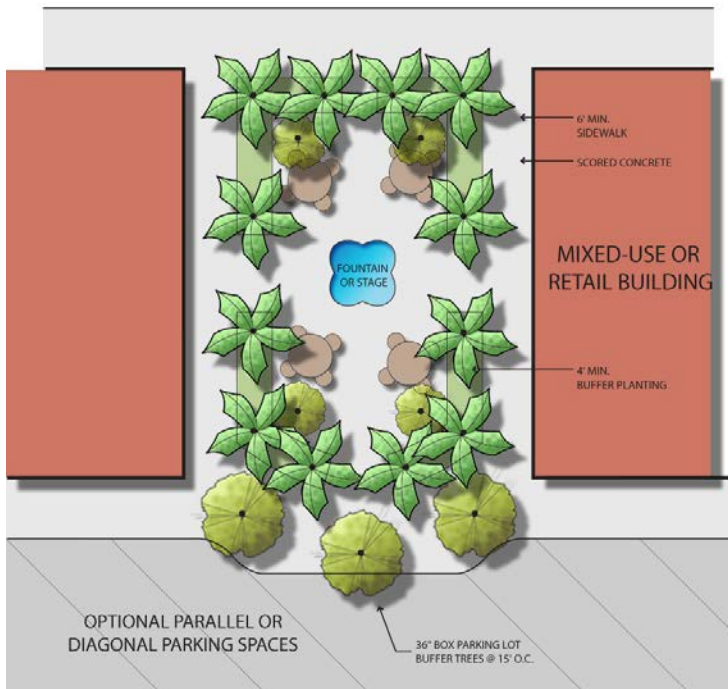 6' MIN.
SIDEWALK
SCORED CONCRETE
MIXED-USE OR
RETAIL BUILDING
FOUNTAIN
OR STAGE
4' MIN.
BUFFER PLANTING
OPTIONAL PARALLEL OR
DIAGONAL PARKING SPACES
36" BOX PARKING LOT
BUFFER TREES @ 15' O.C.